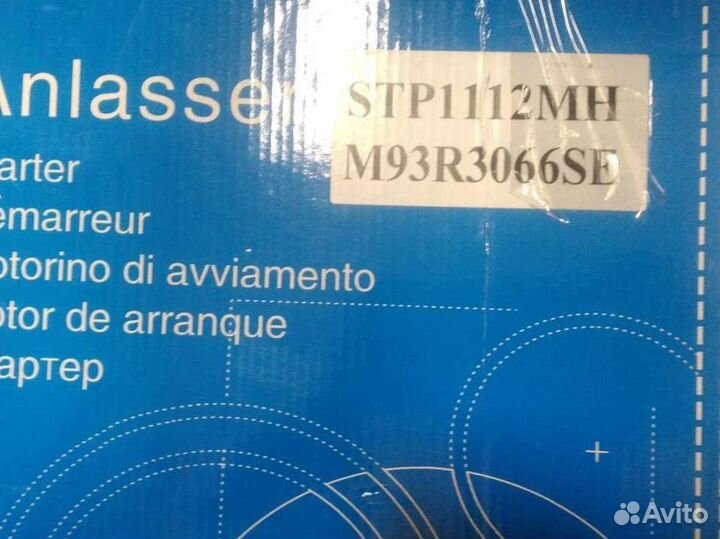 Anlasser
STP1112MH
M93R3066SE
arter
émarreur
otorino di avviamento
otor de arranque
артер
Avito